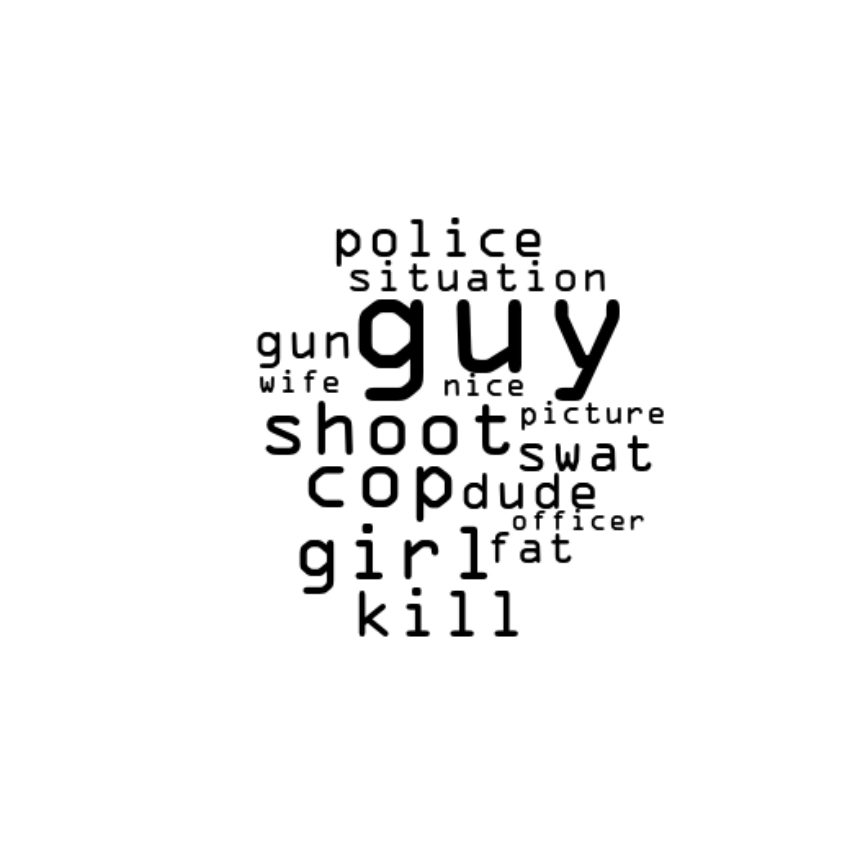 police
situation
guy
gun
wife
nice
shoot
picture
swat
cop
dude
officer
girl
fat
kill